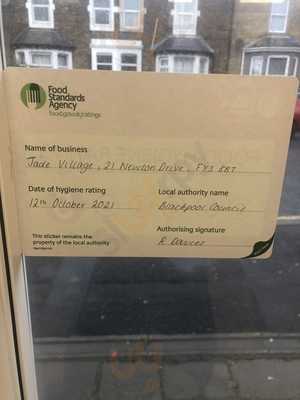 Food
Standards
Agency
food.gov.uk/ratings
Name of business
Jade Village, 21 Newton Drive, FY3 8BT
Date of hygiene rating
12th October 2021
Local authority name
Blackpool Council
This sticker remains the
property of the local authority
Authorising signature
R Davies